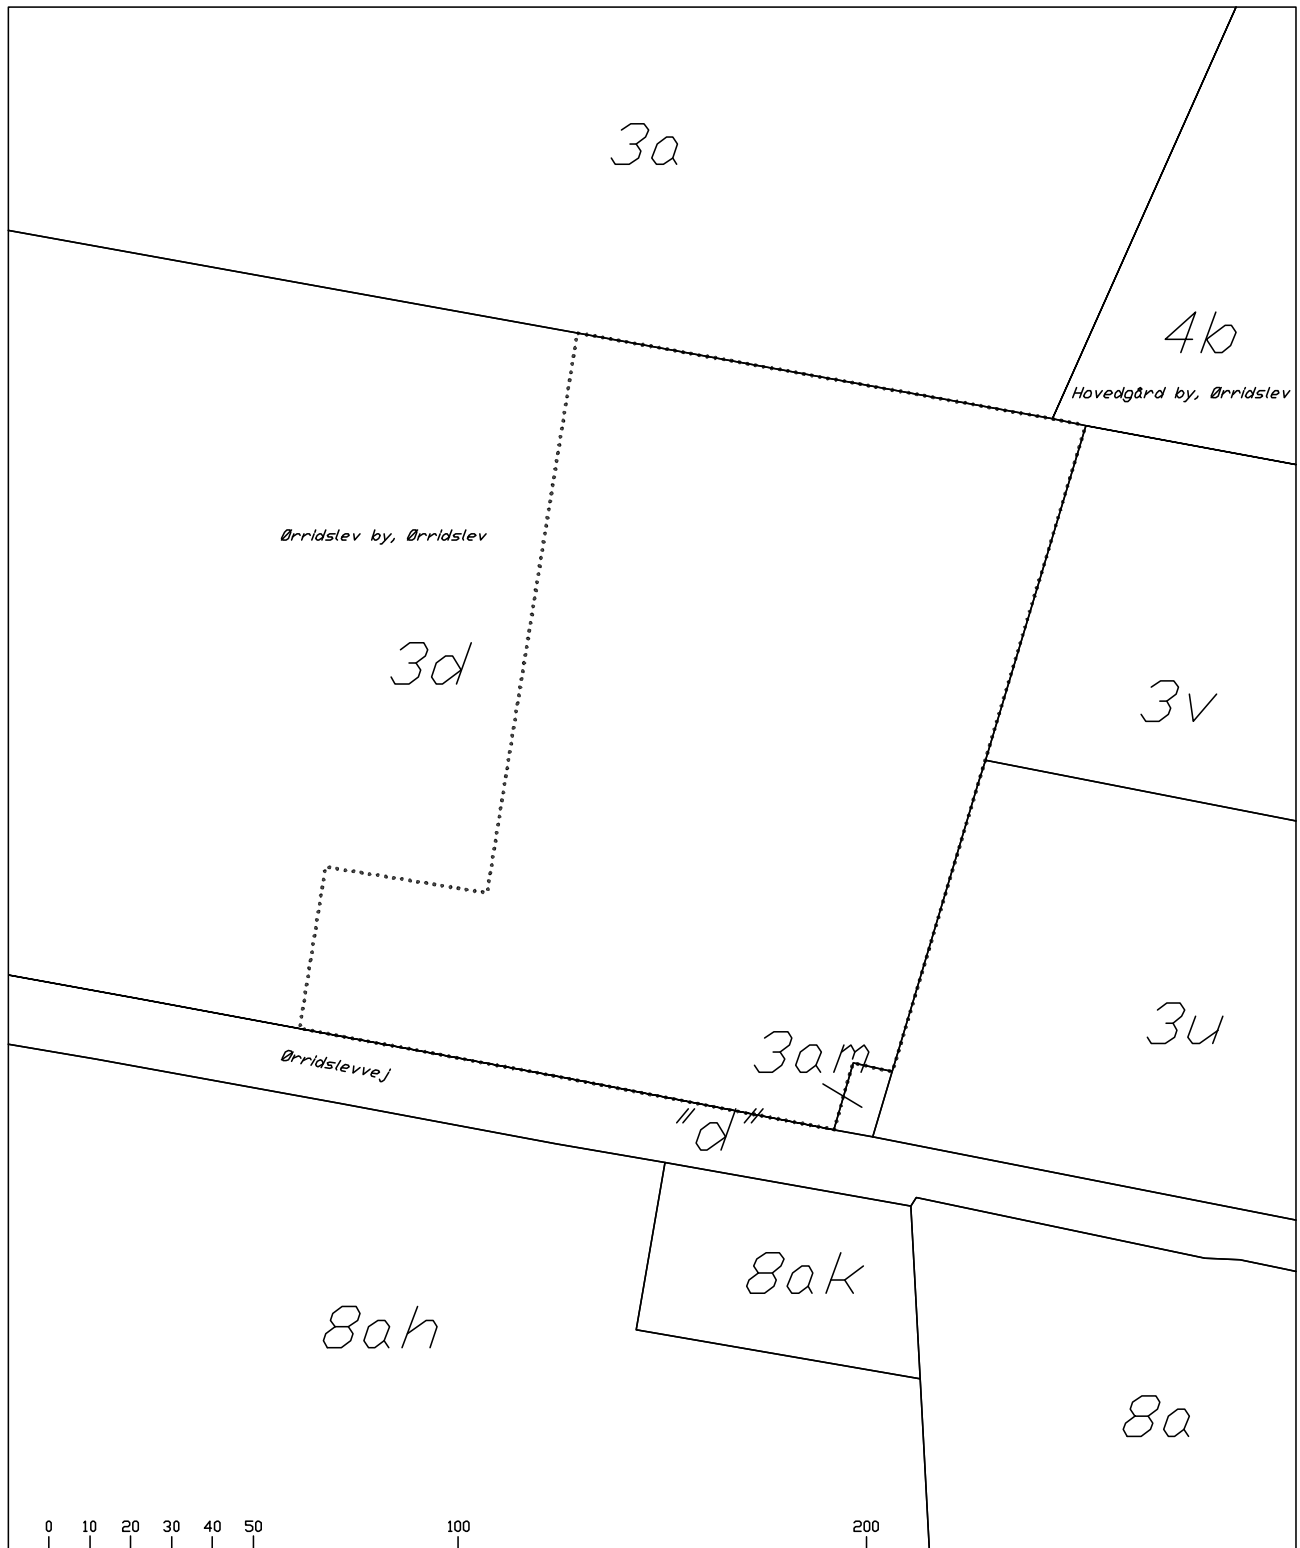 3a
4b
Hovedgård by, Ørridslev
Ørridslev by, Ørridslev
3d
3v
3u
3am
Ørridslevvej
"d"
8ak
8ah
8a
0 10 20 30 40 50 100 200